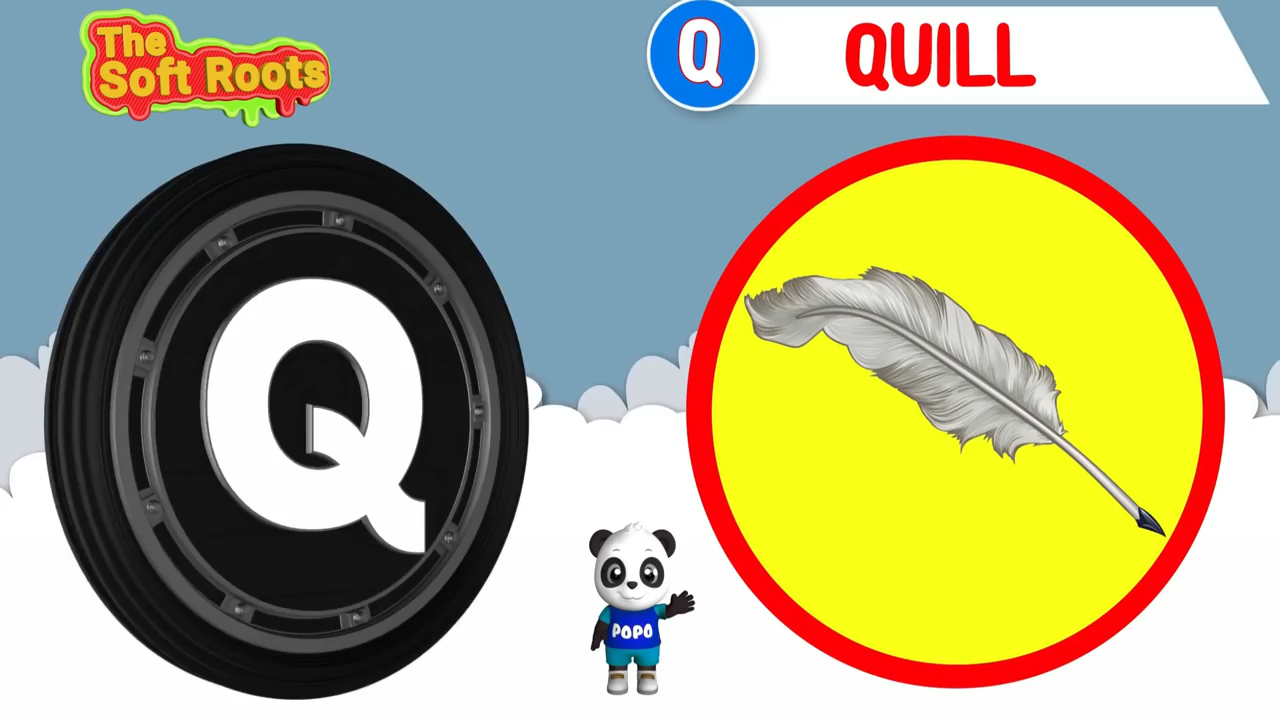 The
Soft Roots
Q
QUILL
Q
POPO